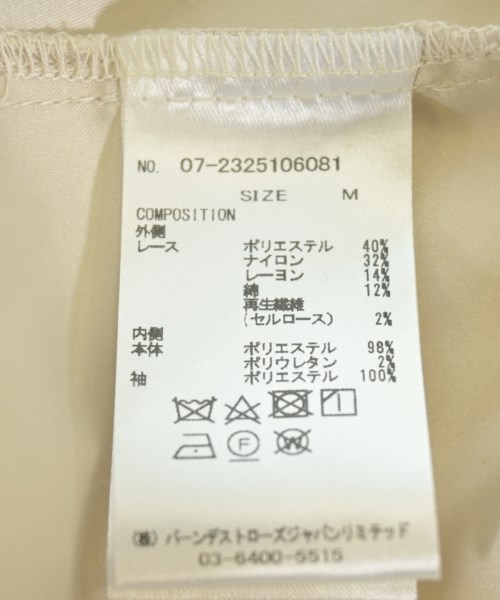 NO. 07-2325106081
SIZE M
COMPOSITION
外側
レース ポリエステル 40%
ナイロン 32%
レーヨン 14%
綿 12%
再生繊維
(セルロース) 2%
内側
本体 ポリエステル 98%
ポリウレタン 2%
袖 ポリエステル 100%
F W
㈱ バーンデストローズジャパンリミテッド
03-6400-5515